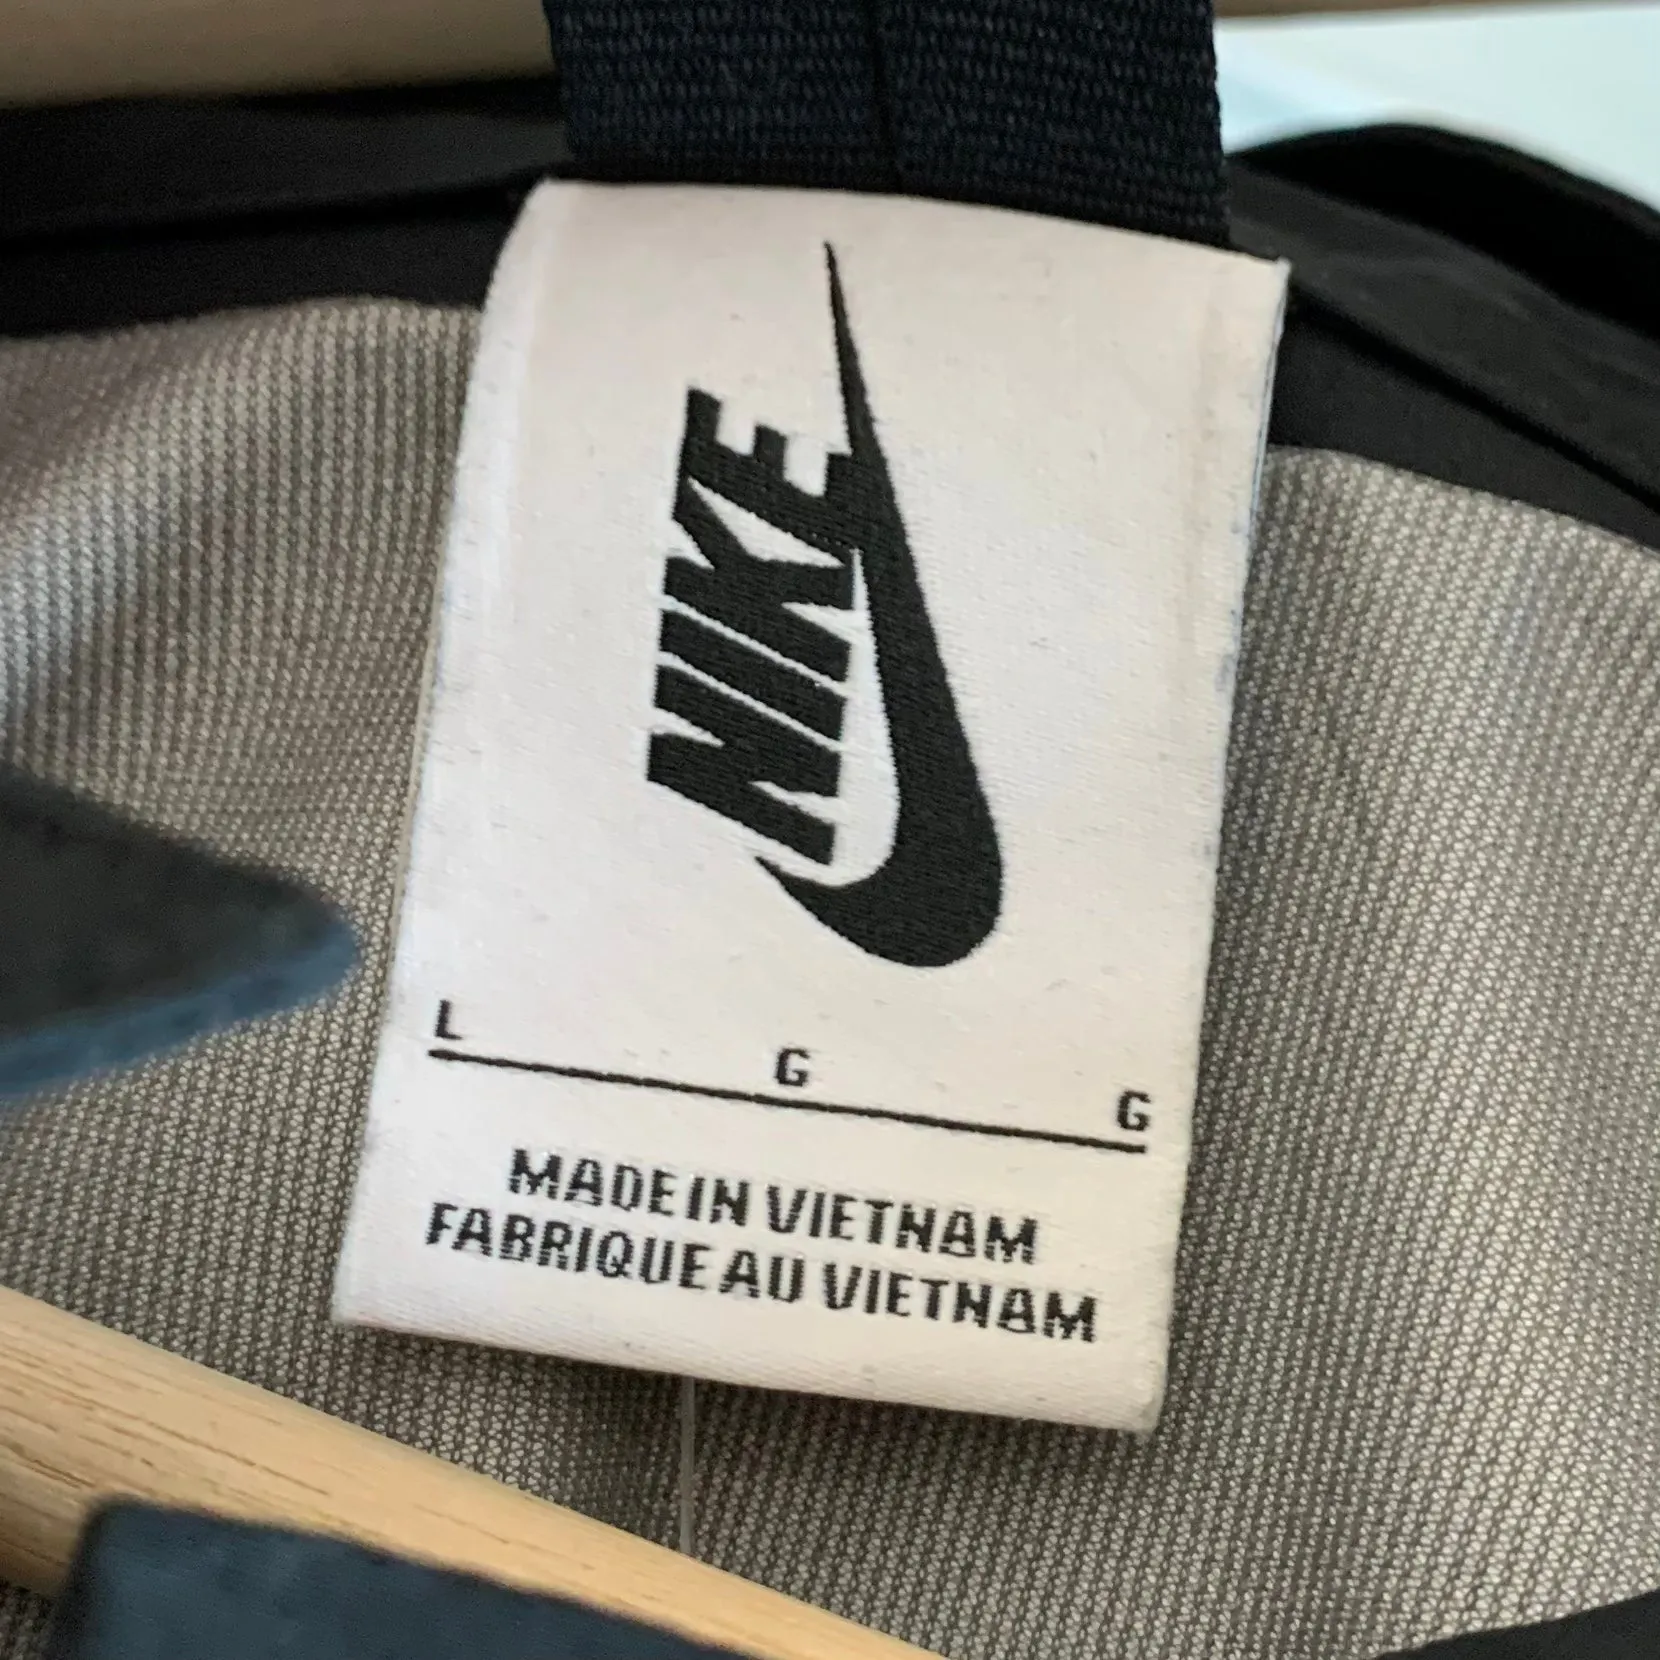 NIKE
L G G
MADE IN VIETNAM
FABRIQUE AU VIETNAM